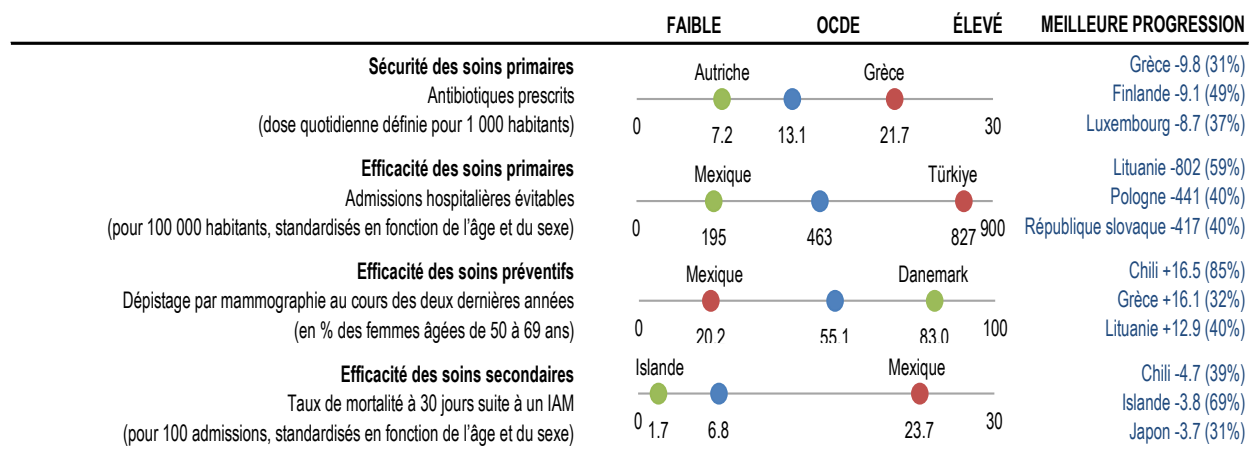 FAIBLE OCDE ÉLEVÉ MEILLEURE PROGRESSION
Sécurité des soins primaires
Antibiotiques prescrits
(dose quotidienne définie pour 1 000 habitants)
Autriche Grèce
0 7.2 13.1 21.7 30
Grèce -9.8 (31%)
Finlande -9.1 (49%)
Luxembourg -8.7 (37%)
Efficacité des soins primaires
Admissions hospitalières évitables
(pour 100 000 habitants, standardisés en fonction de l’âge et du sexe)
Mexique Türkiye
0 195 463 827 900
Lituanie -802 (59%)
Pologne -441 (40%)
République slovaque -417 (40%)
Efficacité des soins préventifs
Dépistage par mammographie au cours des deux dernières années
(en % des femmes âgées de 50 à 69 ans)
Mexique Danemark
0 20.2 55.1 83.0 100
Chili +16.5 (85%)
Grèce +16.1 (32%)
Lituanie +12.9 (40%)
Efficacité des soins secondaires
Taux de mortalité à 30 jours suite à un IAM
(pour 100 admissions, standardisés en fonction de l’âge et du sexe)
Islande Mexique
0 1.7 6.8 23.7 30
Chili -4.7 (39%)
Islande -3.8 (69%)
Japon -3.7 (31%)